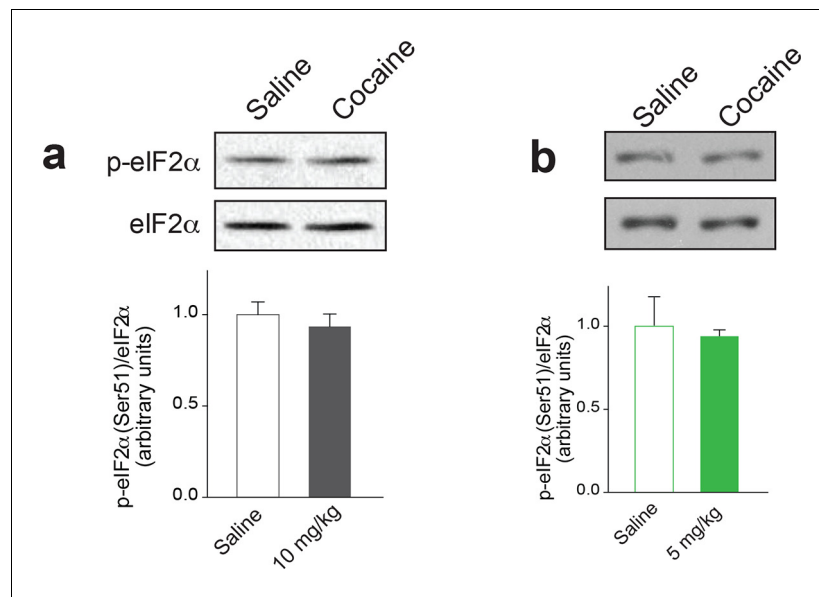 a
Saline
Cocaine
p-eIF2α
eIF2α
p-eIF2α(Ser51)/eIF2α
(arbitrary units)
1.0
0.5
0.0
Saline
10 mg/kg
b
Saline
Cocaine
p-eIF2α(Ser51)/eIF2α
(arbitrary units)
1.0
0.5
0.0
Saline
5 mg/kg